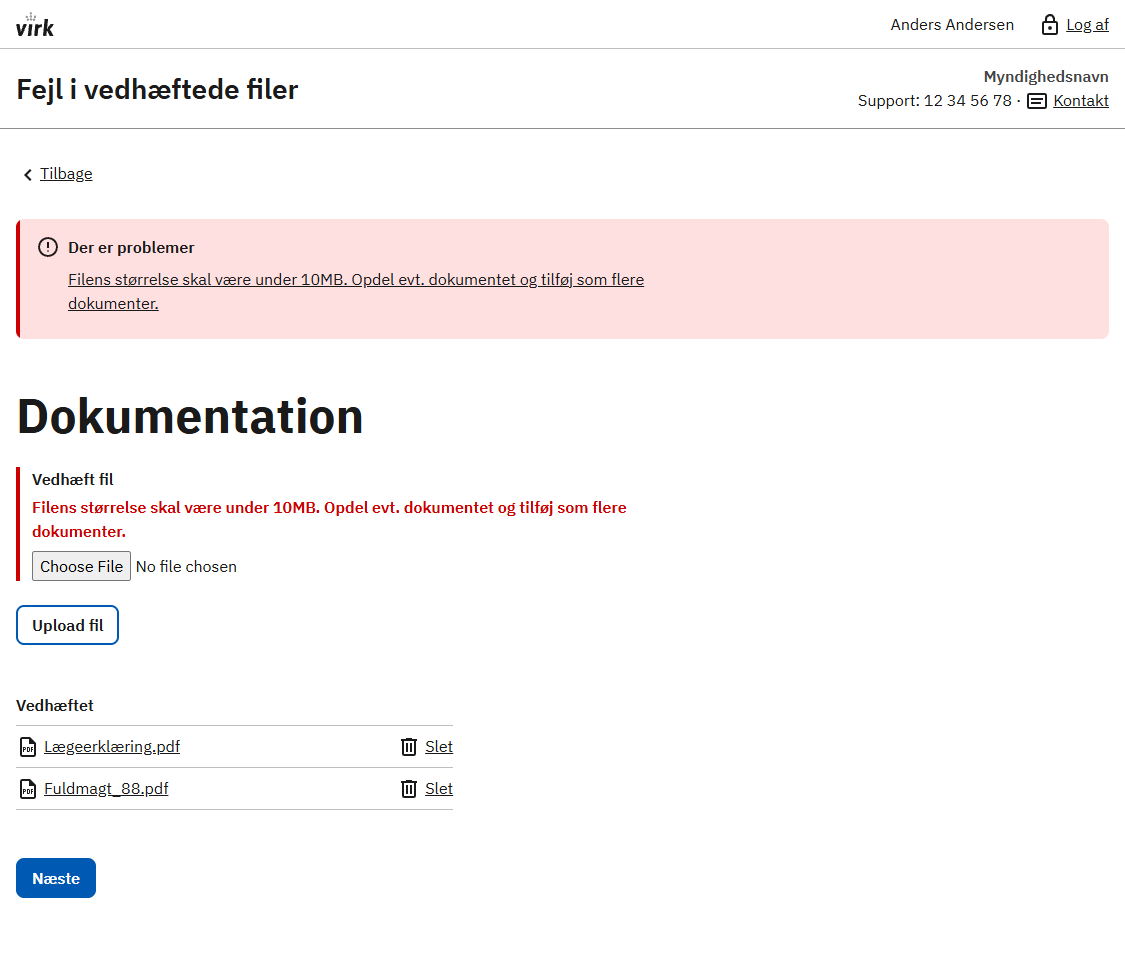 virk
Anders Andersen
Log af
Fejl i vedhæftede filer
Myndighedsnavn
Support: 12 34 56 78 · Kontakt
Tilbage
Der er problemer
Filens størrelse skal være under 10MB. Opdel evt. dokumentet og tilføj som flere
dokumenter.
Dokumentation
Vedhæft fil
Filens størrelse skal være under 10MB. Opdel evt. dokumentet og tilføj som flere
dokumenter.
Choose File No file chosen
Upload fil
Vedhæftet
PDF Lægeerklæring.pdf Slet
PDF Fuldmagt_88.pdf Slet
Næste